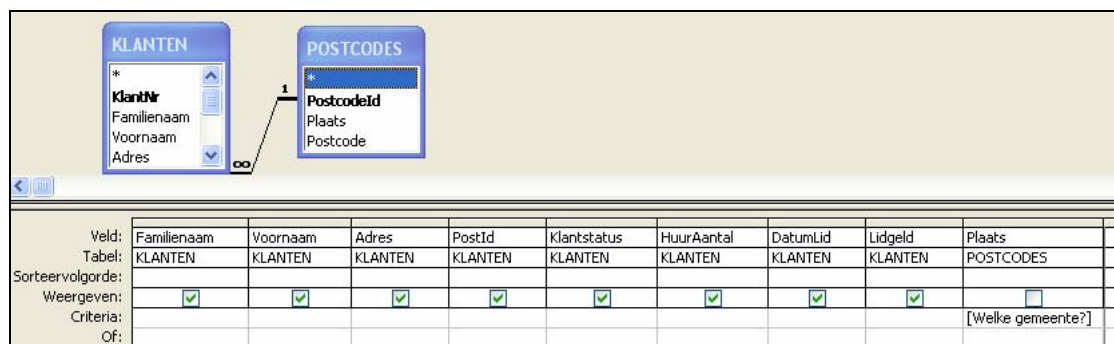 KLANTEN
*
KlantNr
Familienaam
Voornaam
Adres
∞
1
POSTCODES
*
PostcodeId
Plaats
Postcode
Veld: Familienaam Voornaam Adres PostId Klantstatus HuurAantal DatumLid Lidgeld Plaats
Tabel: KLANTEN KLANTEN KLANTEN KLANTEN KLANTEN KLANTEN KLANTEN KLANTEN POSTCODES
Sorteervolgorde:
Weergeven:
Criteria: [Welke gemeente?]
Of: